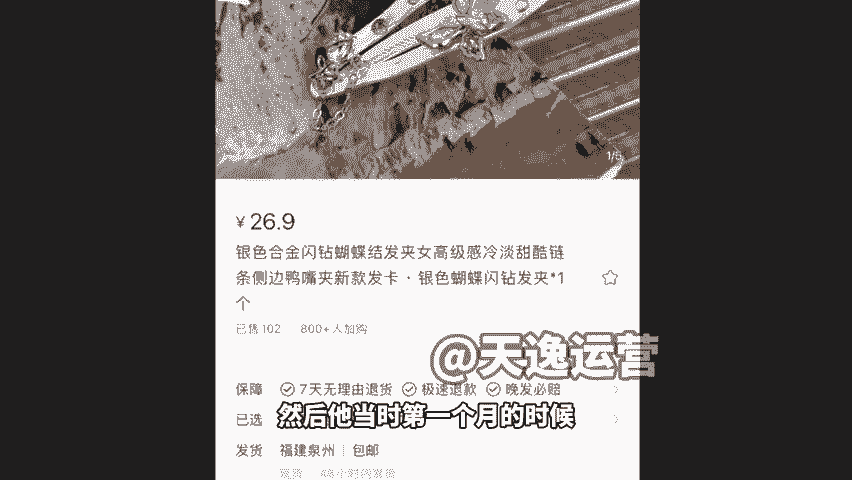 1/5
¥26.9
银色合金闪钻蝴蝶结发夹女高级感冷淡甜酷链
条侧边鸭嘴夹新款发卡·银色蝴蝶闪钻发夹*1
个
已售102 800+人加购
@天逸运营
保障 7天无理由退货 极速退款 晚发必赔
已选
然后他当时第一个月的时候
发货 福建泉州 | 包邮